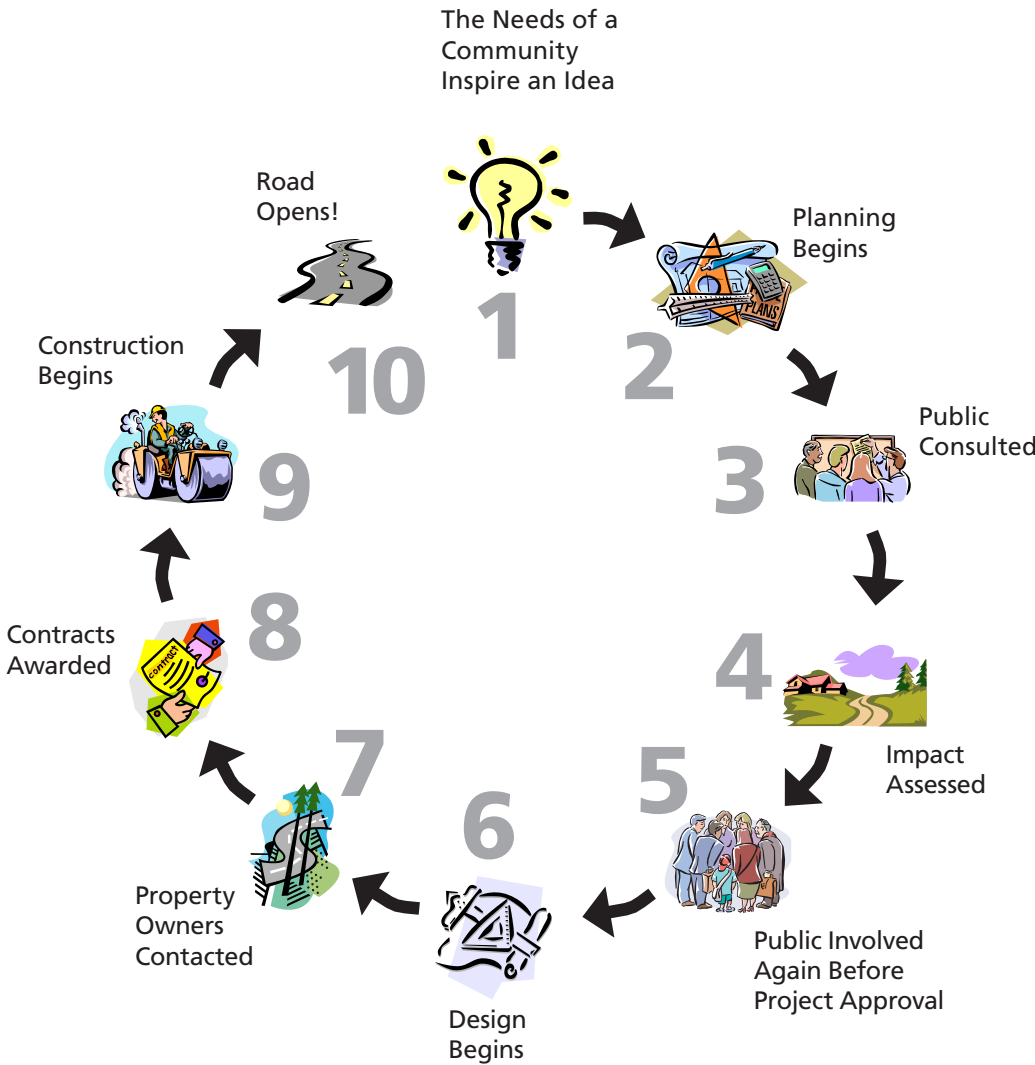 The Needs of a
Community
Inspire an Idea
1
Planning
Begins
PLANS
2
Public
Consulted
3
4
Impact
Assessed
5
Public Involved
Again Before
Project Approval
6
Design
Begins
7
Property
Owners
Contacted
8
Contracts
Awarded
contract
9
Construction
Begins
10
Road
Opens!